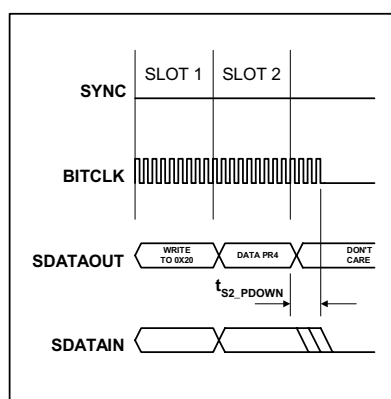 SLOT 1 SLOT 2
SYNC
BITCLK
SDATAOUT
WRITE
TO 0X20
DATA PR4
DON'T
CARE
tS2_PDOWN
SDATAIN